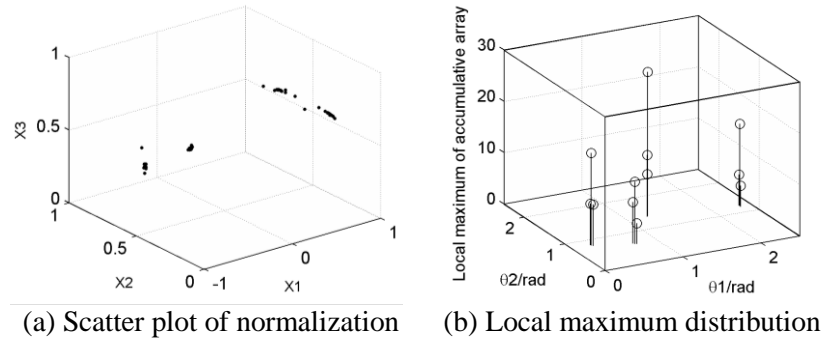 1
0.5
0
X3
1
0.5
0
X2
-1
0
1
X1
30
20
10
0
Local maximum of accumulative array
2
1
0
θ2/rad
0
1
2
θ1/rad
(a) Scatter plot of normalization
(b) Local maximum distribution